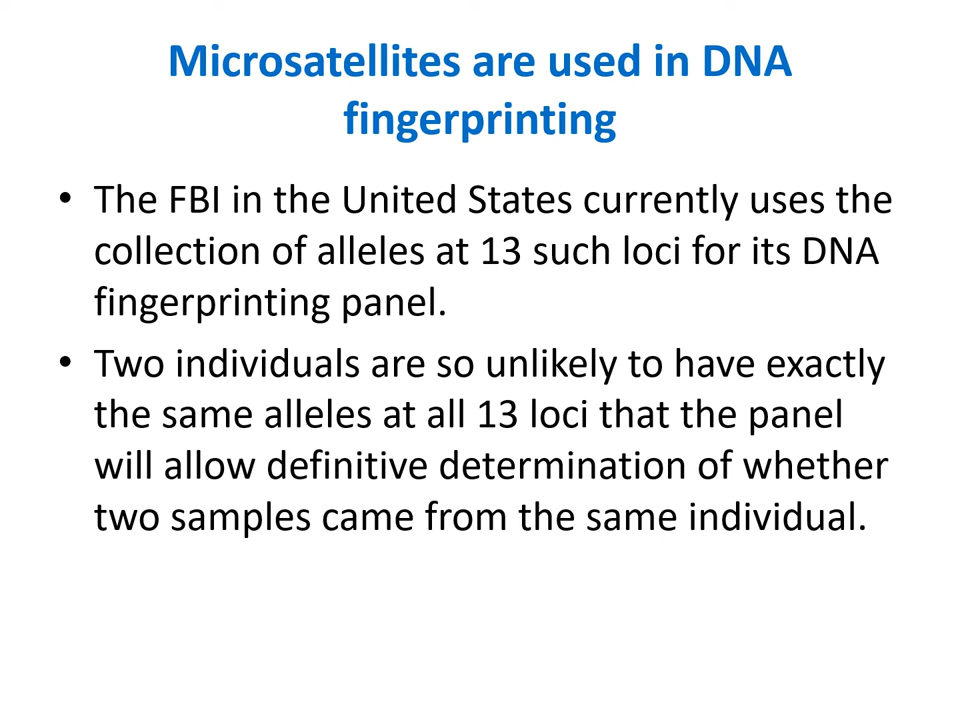 Microsatellites are used in DNA
fingerprinting
• The FBI in the United States currently uses the
collection of alleles at 13 such loci for its DNA
fingerprinting panel.
• Two individuals are so unlikely to have exactly
the same alleles at all 13 loci that the panel
will allow definitive determination of whether
two samples came from the same individual.